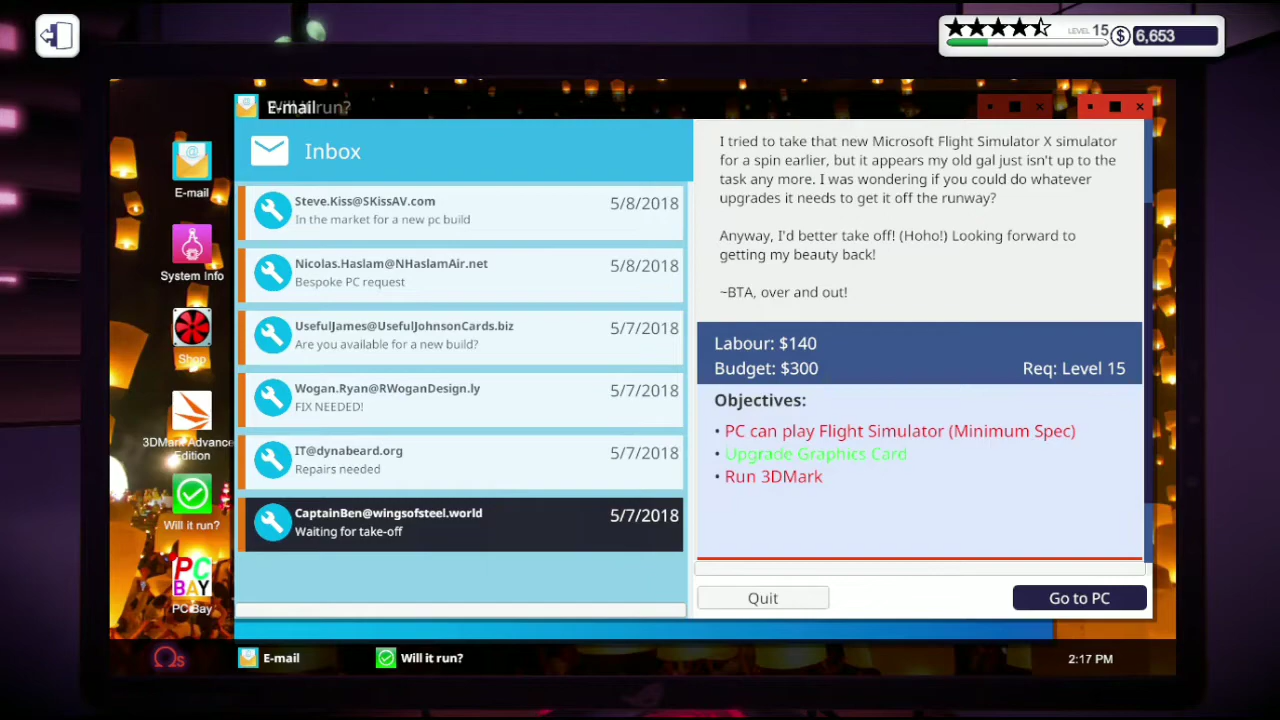 LEVEL 15
$ 6,653
E-mail
Inbox
Steve.Kiss@SKissAV.com
5/8/2018
In the market for a new pc build
Nicolas.Haslam@NHaslamAir.net
5/8/2018
Bespoke PC request
UsefulJames@UsefulJohnsonCards.biz
5/7/2018
Are you available for a new build?
Wogan.Ryan@RWoganDesign.ly
5/7/2018
FIX NEEDED!
IT@dynabeard.org
5/7/2018
Repairs needed
CaptainBen@wingsofsteel.world
5/7/2018
Waiting for take-off
I tried to take that new Microsoft Flight Simulator X simulator
for a spin earlier, but it appears my old gal just isn't up to the
task any more. I was wondering if you could do whatever
upgrades it needs to get it off the runway?
Anyway, I'd better take off! (Hoho!) Looking forward to
getting my beauty back!
~BTA, over and out!
Labour: $140
Budget: $300
Req: Level 15
Objectives:
• PC can play Flight Simulator (Minimum Spec)
• Upgrade Graphics Card
• Run 3DMark
Quit
Go to PC
E-mail
System Info
Shop
3DMark Advance
Edition
Will it run?
PC
BAY
PC Bay
Ωs
E-mail
Will it run?
2:17 PM